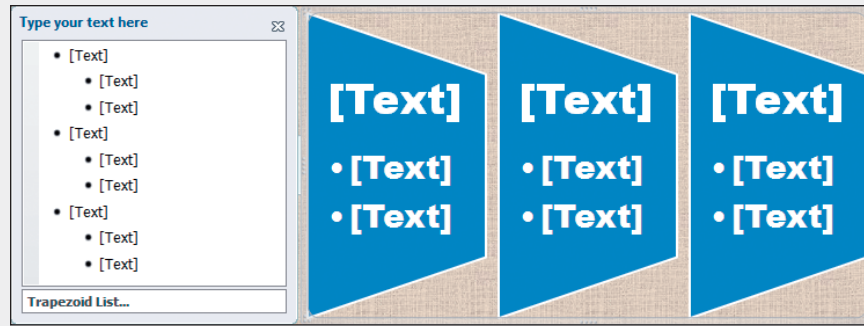 Type your text here
• [Text]
• [Text]
• [Text]
• [Text]
• [Text]
• [Text]
• [Text]
• [Text]
• [Text]
Trapezoid List...
[Text]
• [Text]
• [Text]
[Text]
• [Text]
• [Text]
[Text]
• [Text]
• [Text]